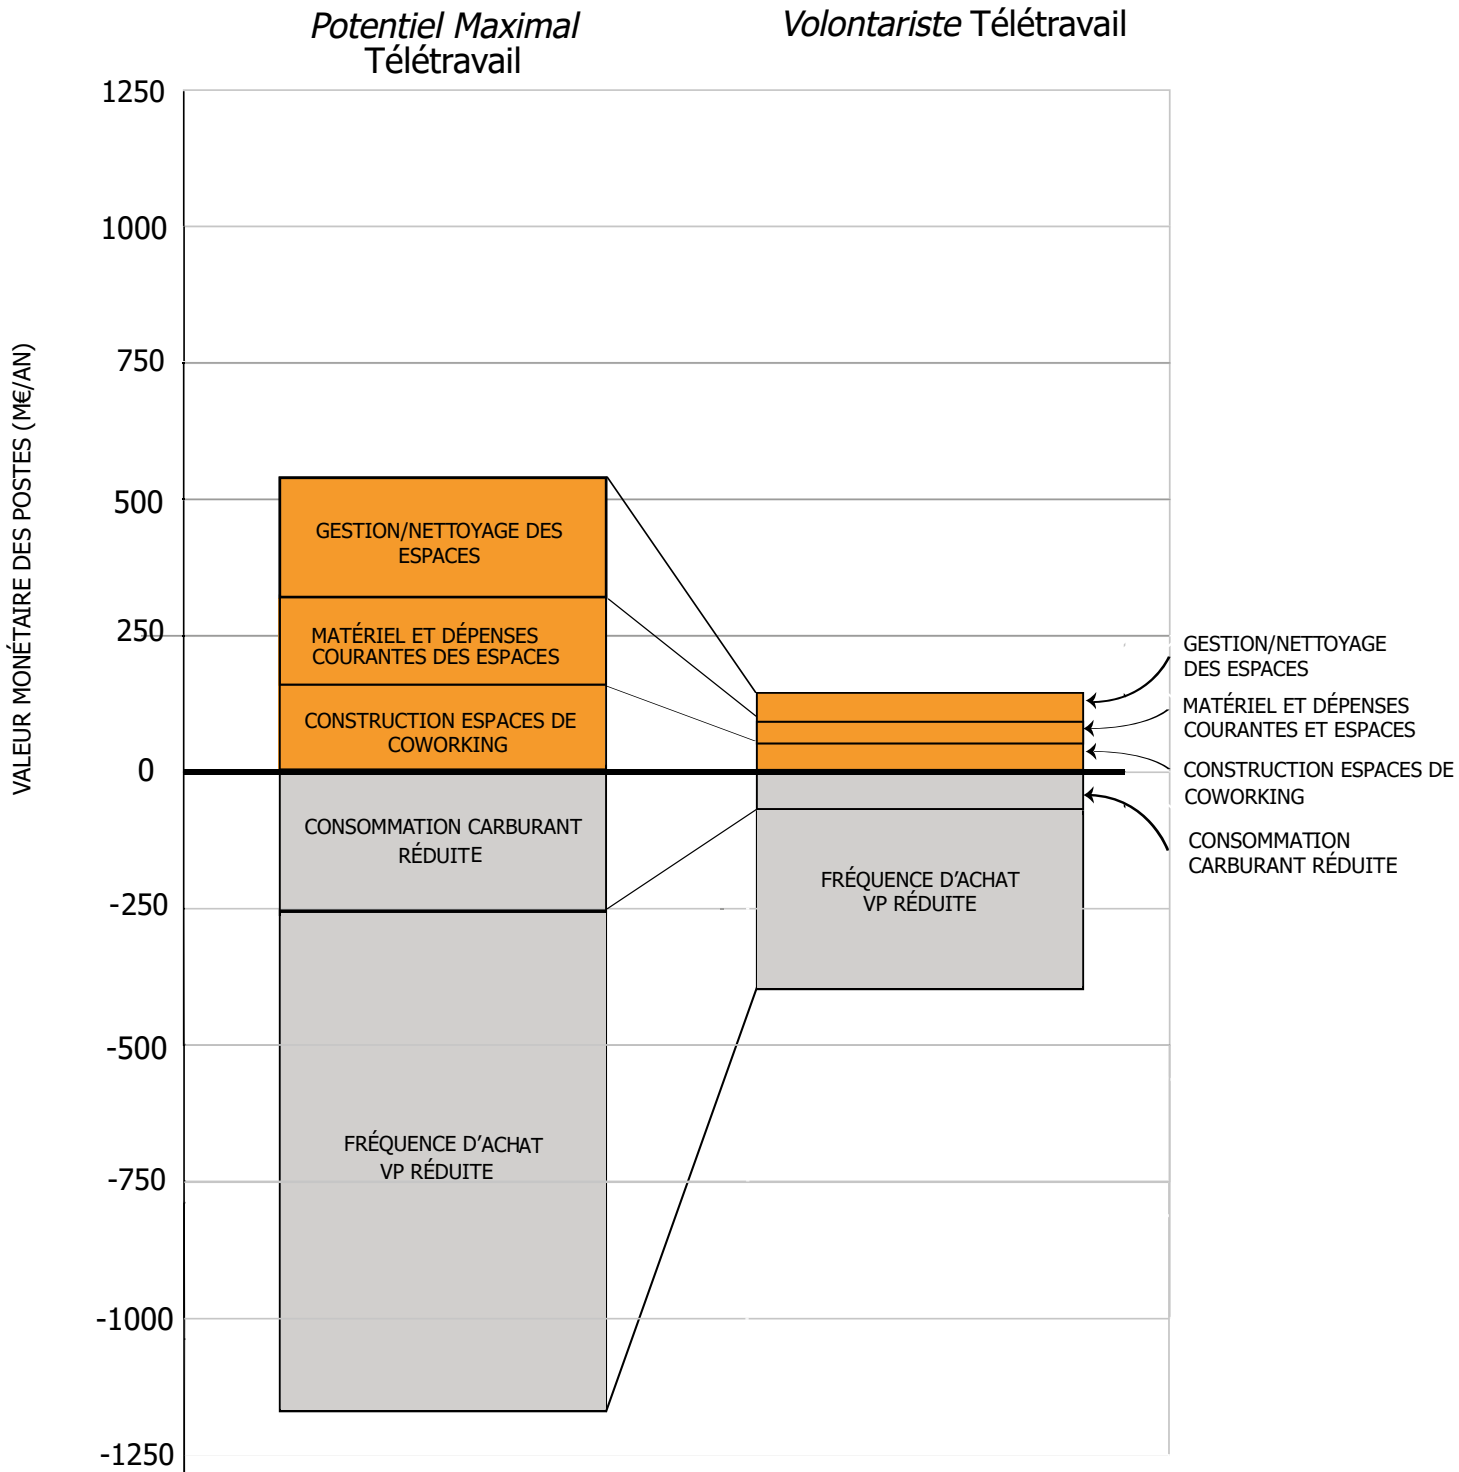 Potentiel Maximal
Télétravail
Volontariste Télétravail
VALEUR MONÉTAIRE DES POSTES (M€/AN)
1250
1000
750
500
250
0
-250
-500
-750
-1000
-1250
GESTION/NETTOYAGE DES
ESPACES
MATÉRIEL ET DÉPENSES
COURANTES DES ESPACES
CONSTRUCTION ESPACES DE
COWORKING
CONSOMMATION CARBURANT
RÉDUITE
FRÉQUENCE D'ACHAT
VP RÉDUITE
FRÉQUENCE D'ACHAT
VP RÉDUITE
GESTION/NETTOYAGE
DES ESPACES
MATÉRIEL ET DÉPENSES
COURANTES ET ESPACES
CONSTRUCTION ESPACES DE
COWORKING
CONSOMMATION
CARBURANT RÉDUITE